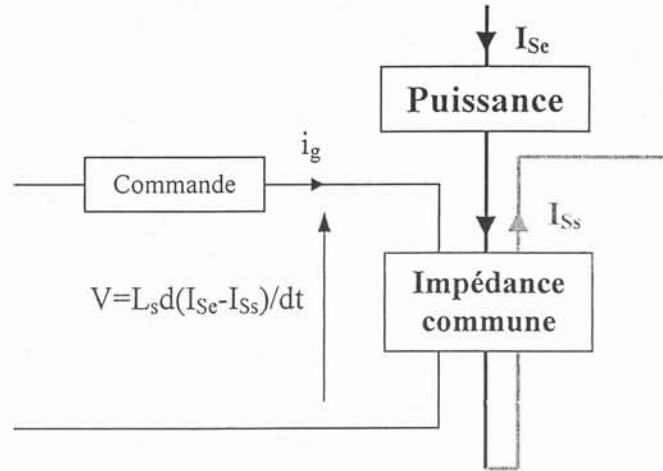 I_Se
Puissance
i_g
Commande
I_Ss
V=L_sd(I_Se-I_Ss)/dt
Impédance
commune